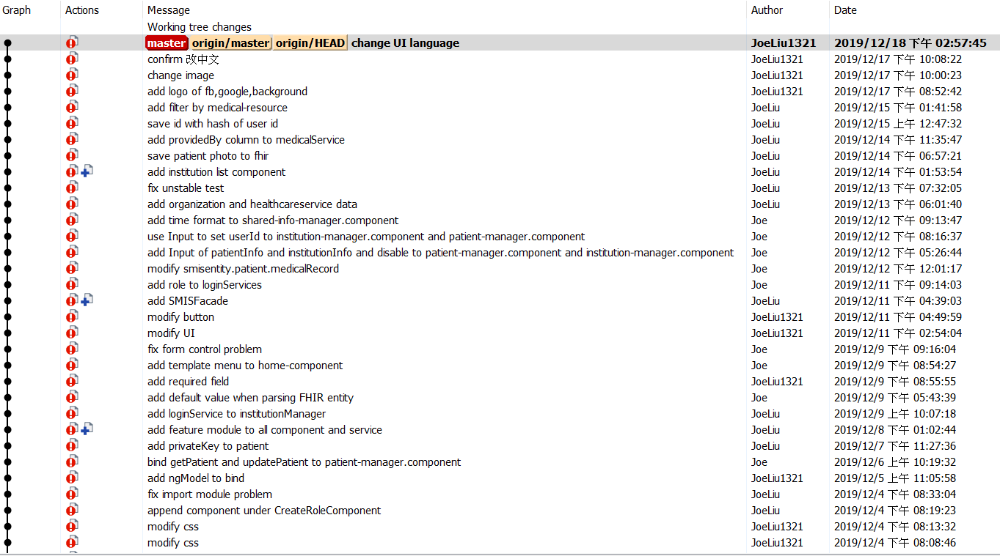 Graph Actions Message Author Date
Working tree changes
master origin/master origin/HEAD change UI language JoeLiu1321 2019/12/18 下午 02:57:45
confirm 改中文 JoeLiu1321 2019/12/17 下午 10:08:22
change image JoeLiu1321 2019/12/17 下午 10:00:23
add logo of fb,google,background JoeLiu1321 2019/12/17 下午 08:52:42
add filter by medical-resource JoeLiu 2019/12/15 下午 01:41:58
save id with hash of user id JoeLiu 2019/12/15 上午 12:47:32
add providedBy column to medicalService JoeLiu 2019/12/14 下午 11:35:47
save patient photo to fhir JoeLiu 2019/12/14 下午 06:57:21
add institution list component JoeLiu 2019/12/14 下午 01:53:54
fix unstable test JoeLiu 2019/12/13 下午 07:32:05
add organization and healthcareservice data JoeLiu 2019/12/13 下午 06:01:40
add time format to shared-info-manager.component Joe 2019/12/12 下午 09:13:47
use Input to set userId to institution-manager.component and patient-manager.component Joe 2019/12/12 下午 08:16:37
add Input of patientInfo and institutionInfo and disable to patient-manager.component and institution-manager.component Joe 2019/12/12 下午 05:26:44
modify smisentity.patient.medicalRecord Joe 2019/12/12 下午 12:01:17
add role to loginServices Joe 2019/12/11 下午 09:14:03
add SMISFacade JoeLiu 2019/12/11 下午 04:39:03
modify button JoeLiu1321 2019/12/11 下午 04:49:59
modify UI JoeLiu1321 2019/12/11 下午 02:54:04
fix form control problem Joe 2019/12/9 下午 09:16:04
add template menu to home-component Joe 2019/12/9 下午 08:54:27
add required field JoeLiu1321 2019/12/9 下午 08:55:55
add default value when parsing FHIR entity Joe 2019/12/9 下午 05:43:39
add loginService to institutionManager JoeLiu 2019/12/9 上午 10:07:18
add feature module to all component and service JoeLiu 2019/12/8 下午 01:02:44
add privateKey to patient JoeLiu 2019/12/7 下午 11:27:36
bind getPatient and updatePatient to patient-manager.component Joe 2019/12/6 上午 10:19:32
add ngModel to bind JoeLiu1321 2019/12/5 上午 11:05:58
fix import module problem JoeLiu 2019/12/4 下午 08:33:04
append component under CreateRoleComponent JoeLiu 2019/12/4 下午 08:19:23
modify css JoeLiu1321 2019/12/4 下午 08:13:32
modify css JoeLiu1321 2019/12/4 下午 08:08:46